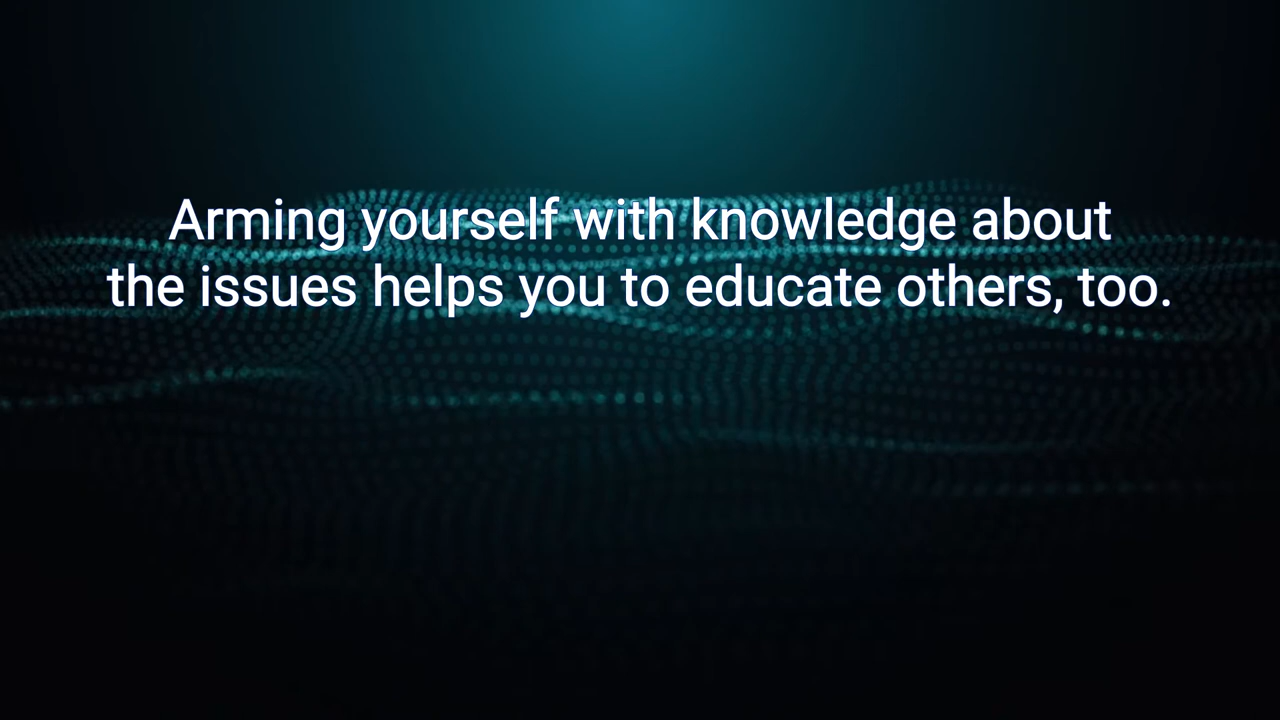 Arming yourself with knowledge about
the issues helps you to educate others, too.